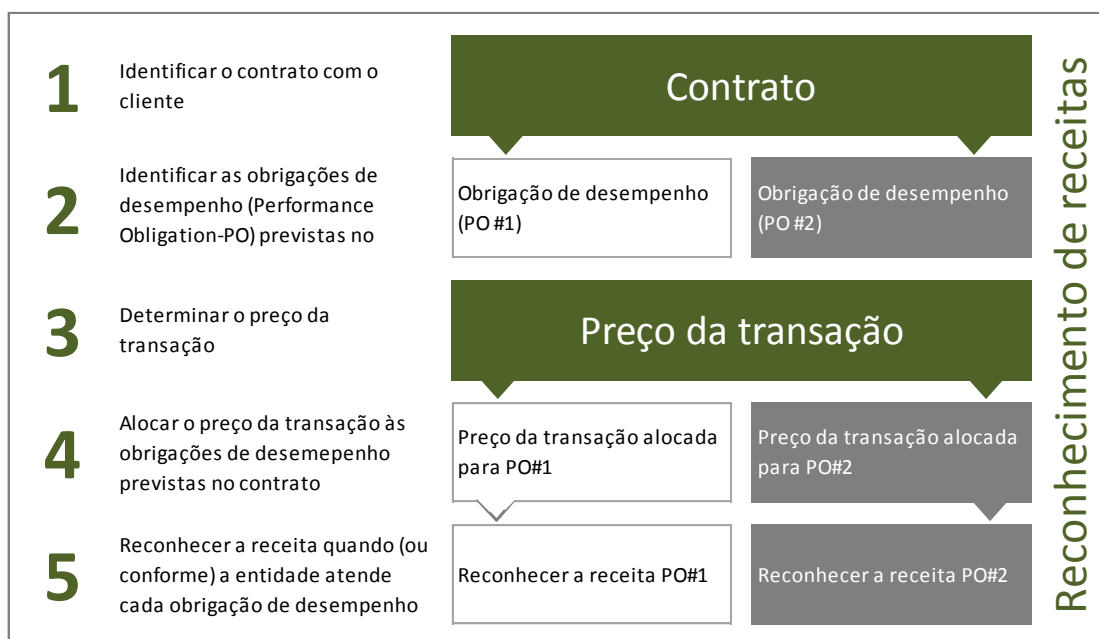 1
Identificar o contrato com o
cliente
Contrato
2
Identificar as obrigações de
desempenho (Performance
Obligation-PO) previstas no
Obrigação de desempenho
(PO #1)
Obrigação de desempenho
(PO #2)
3
Determinar o preço da
transação
Preço da transação
4
Alocar o preço da transação às
obrigações de desemepenho
previstas no contrato
Preço da transação alocada
para PO#1
Preço da transação alocada
para PO#2
5
Reconhecer a receita quando (ou
conforme) a entidade atende
cada obrigação de desempenho
Reconhecer a receita PO#1
Reconhecer a receita PO#2
Reconhecimento de receitas